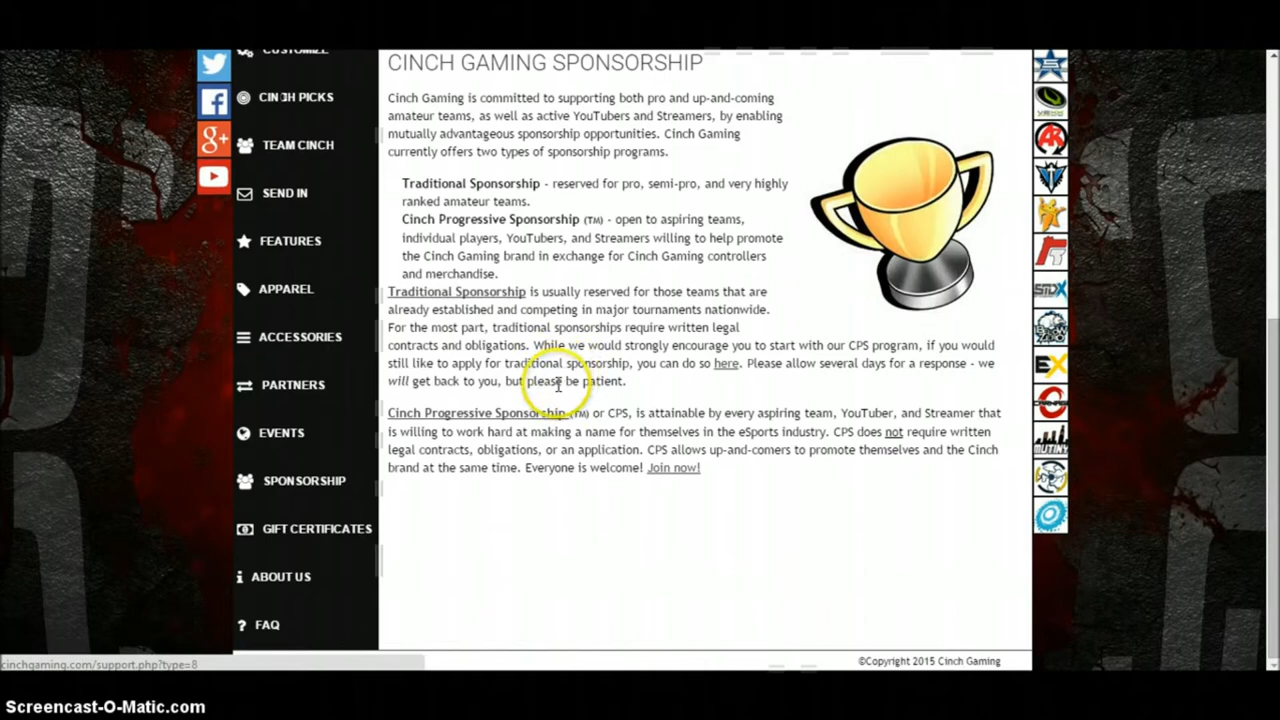 CUSTOMIZE
CINCH PICKS
TEAM CINCH
SEND IN
FEATURES
APPAREL
ACCESSORIES
PARTNERS
EVENTS
SPONSORSHIP
GIFT CERTIFICATES
ABOUT US
FAQ
CINCH GAMING SPONSORSHIP
Cinch Gaming is committed to supporting both pro and up-and-coming
amateur teams, as well as active YouTubers and Streamers, by enabling
mutually advantageous sponsorship opportunities. Cinch Gaming
currently offers two types of sponsorship programs.
Traditional Sponsorship - reserved for pro, semi-pro, and very highly
ranked amateur teams.
Cinch Progressive Sponsorship (TM) - open to aspiring teams,
individual players, YouTubers, and Streamers willing to help promote
the Cinch Gaming brand in exchange for Cinch Gaming controllers
and merchandise.
Traditional Sponsorship is usually reserved for those teams that are
already established and competing in major tournaments nationwide.
For the most part, traditional sponsorships require written legal
contracts and obligations. While we would strongly encourage you to start with our CPS program, if you would
still like to apply for traditional sponsorship, you can do so here. Please allow several days for a response - we
will get back to you, but please be patient.
Cinch Progressive Sponsorship (TM) or CPS, is attainable by every aspiring team, YouTuber, and Streamer that
is willing to work hard at making a name for themselves in the eSports industry. CPS does not require written
legal contracts, obligations, or an application. CPS allows up-and-comers to promote themselves and the Cinch
brand at the same time. Everyone is welcome! Join now!
©Copyright 2015 Cinch Gaming
cinchgaming.com/support.php?type=8
Screencast-O-Matic.com